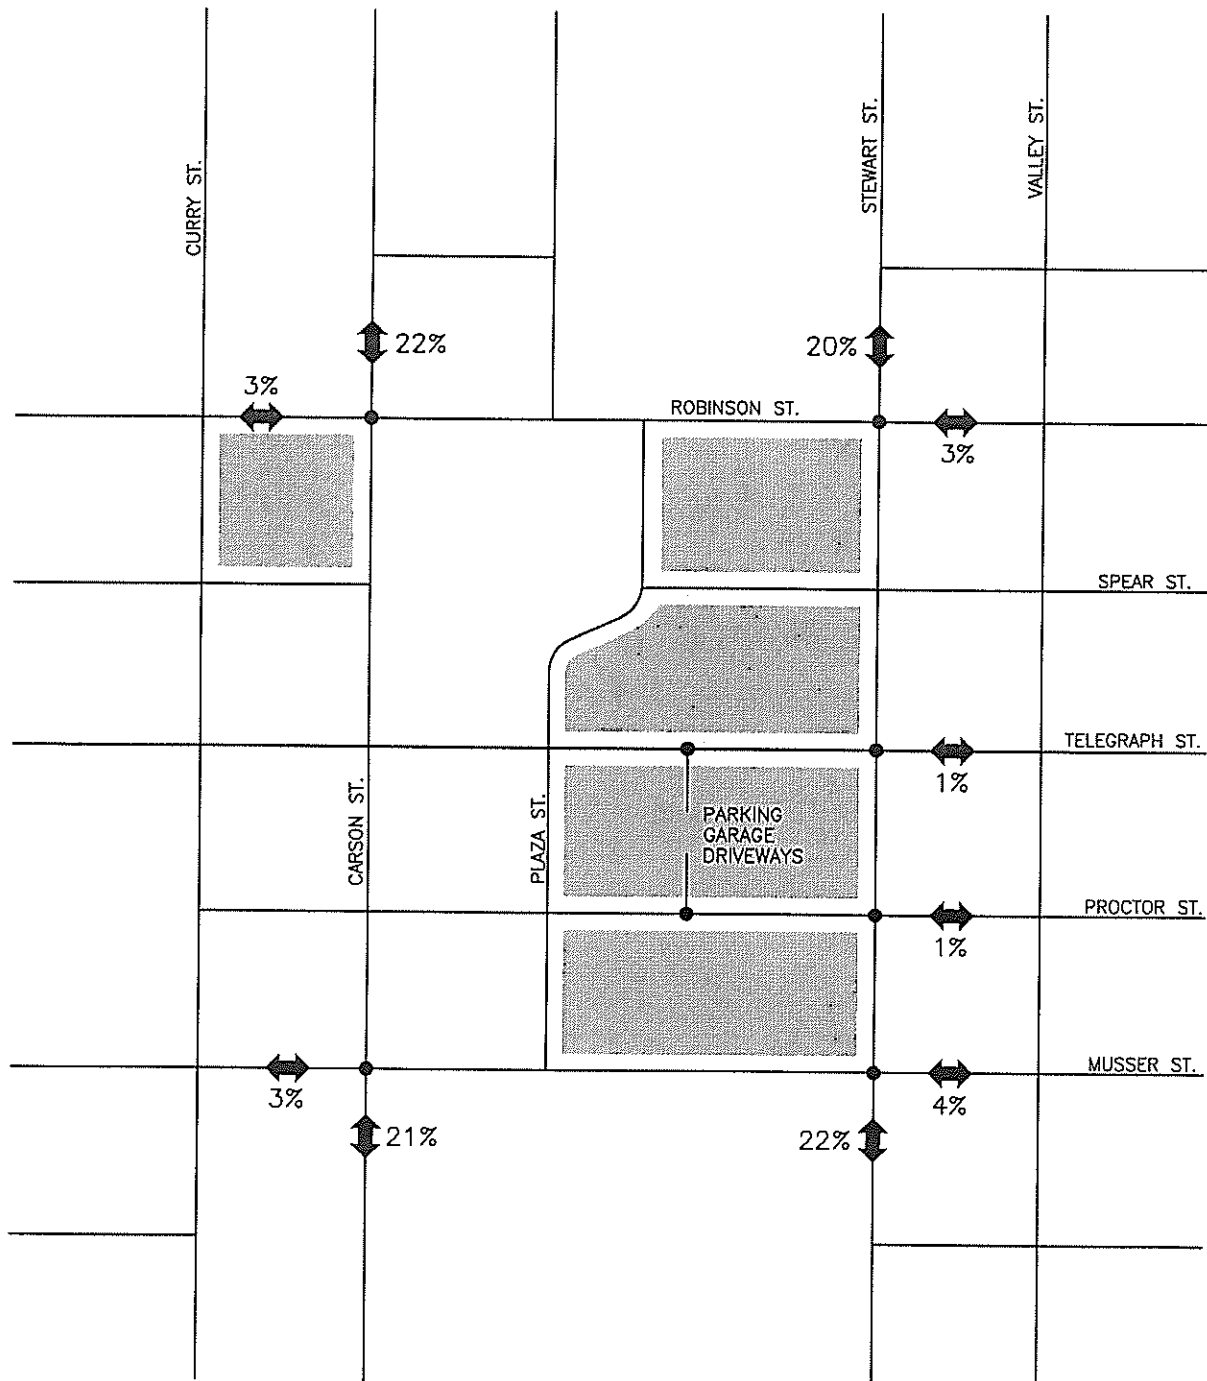 CURRY ST.
STEWART ST.
VALLEY ST.
22%
20%
3%
ROBINSON ST.
3%
SPEAR ST.
TELEGRAPH ST.
1%
CARSON ST.
PLAZA ST.
PARKING
GARAGE
DRIVEWAYS
PROCTOR ST.
1%
MUSSER ST.
3%
4%
21%
22%